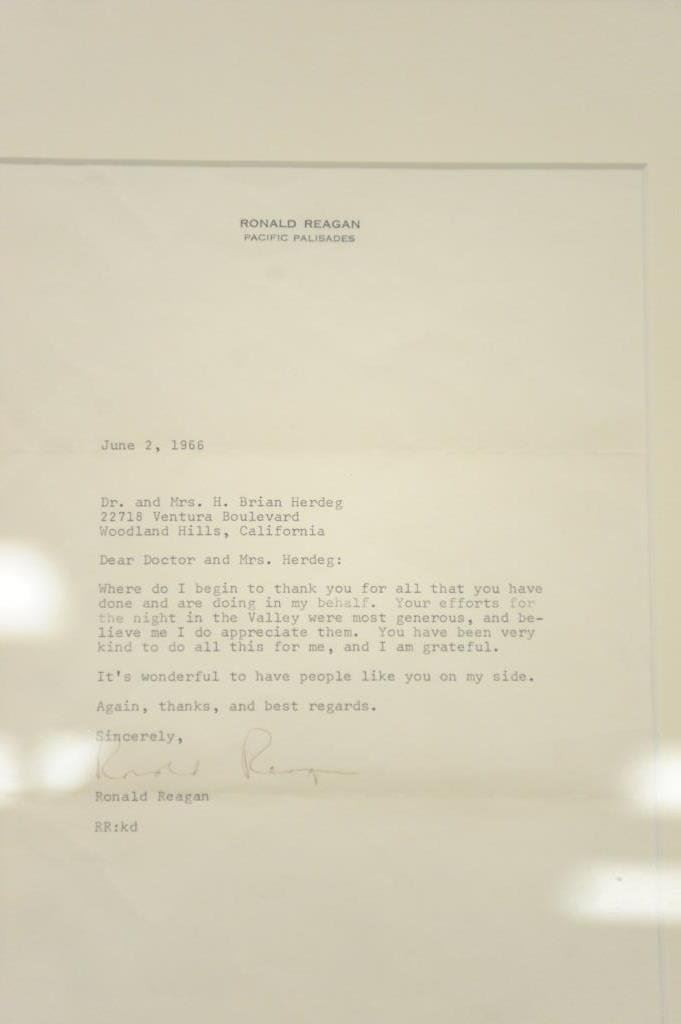 RONALD REAGAN
PACIFIC PALISADES
June 2, 1966
Dr. and Mrs. H. Brian Herdeg
22718 Ventura Boulevard
Woodland Hills, California
Dear Doctor and Mrs. Herdeg:
Where do I begin to thank you for all that you have
done and are doing in my behalf. Your efforts for
the night in the Valley were most generous, and be-
lieve me I do appreciate them. You have been very
kind to do all this for me, and I am grateful.
It's wonderful to have people like you on my side.
Again, thanks, and best regards.
Sincerely,
Ronald Reagan
Ronald Reagan
RR:kd